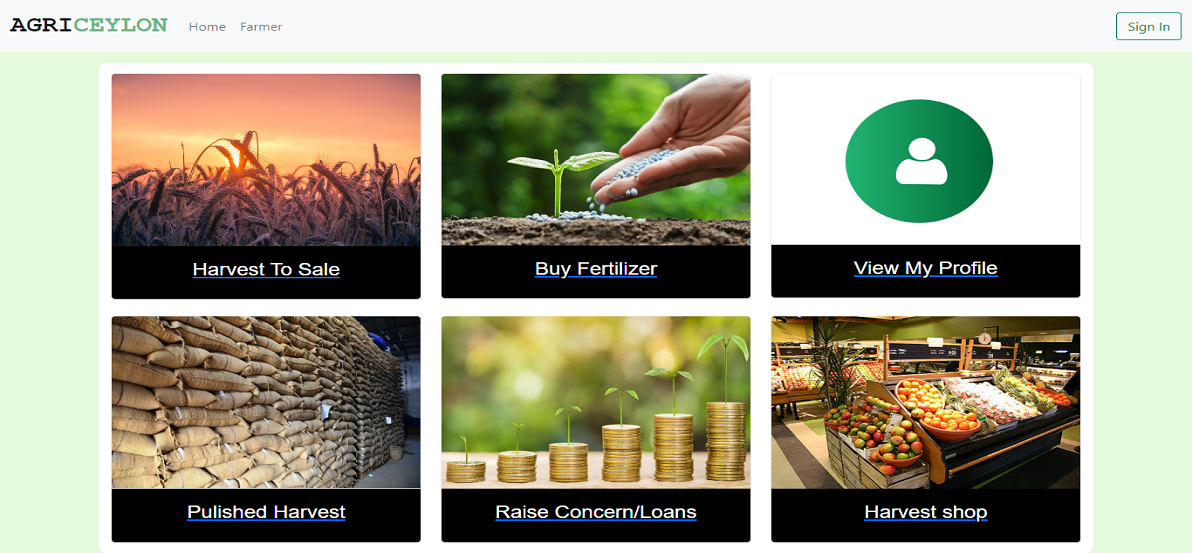 AGRICEYLON Home Farmer Sign In
Harvest To Sale Buy Fertilizer View My Profile
Pulished Harvest Raise Concern/Loans Harvest shop